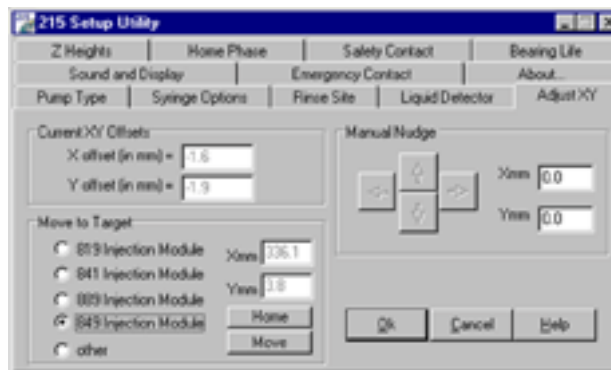 215 Setup Utility
Z Heights Home Phase Safety Contact Bearing Life
Sound and Display Emergency Contact About...
Pump Type Syringe Options Rinse Site Liquid Detector Adjust XY
Current XY Offsets
X offset (in mm) = -1.6
Y offset (in mm) = -1.9
Manual Nudge
Xmm 0.0
Ymm 0.0
Move to Target
819 Injection Module
841 Injection Module
889 Injection Module
849 Injection Module
other
Xmm 336.1
Ymm 3.8
Home
Move
Ok Cancel Help